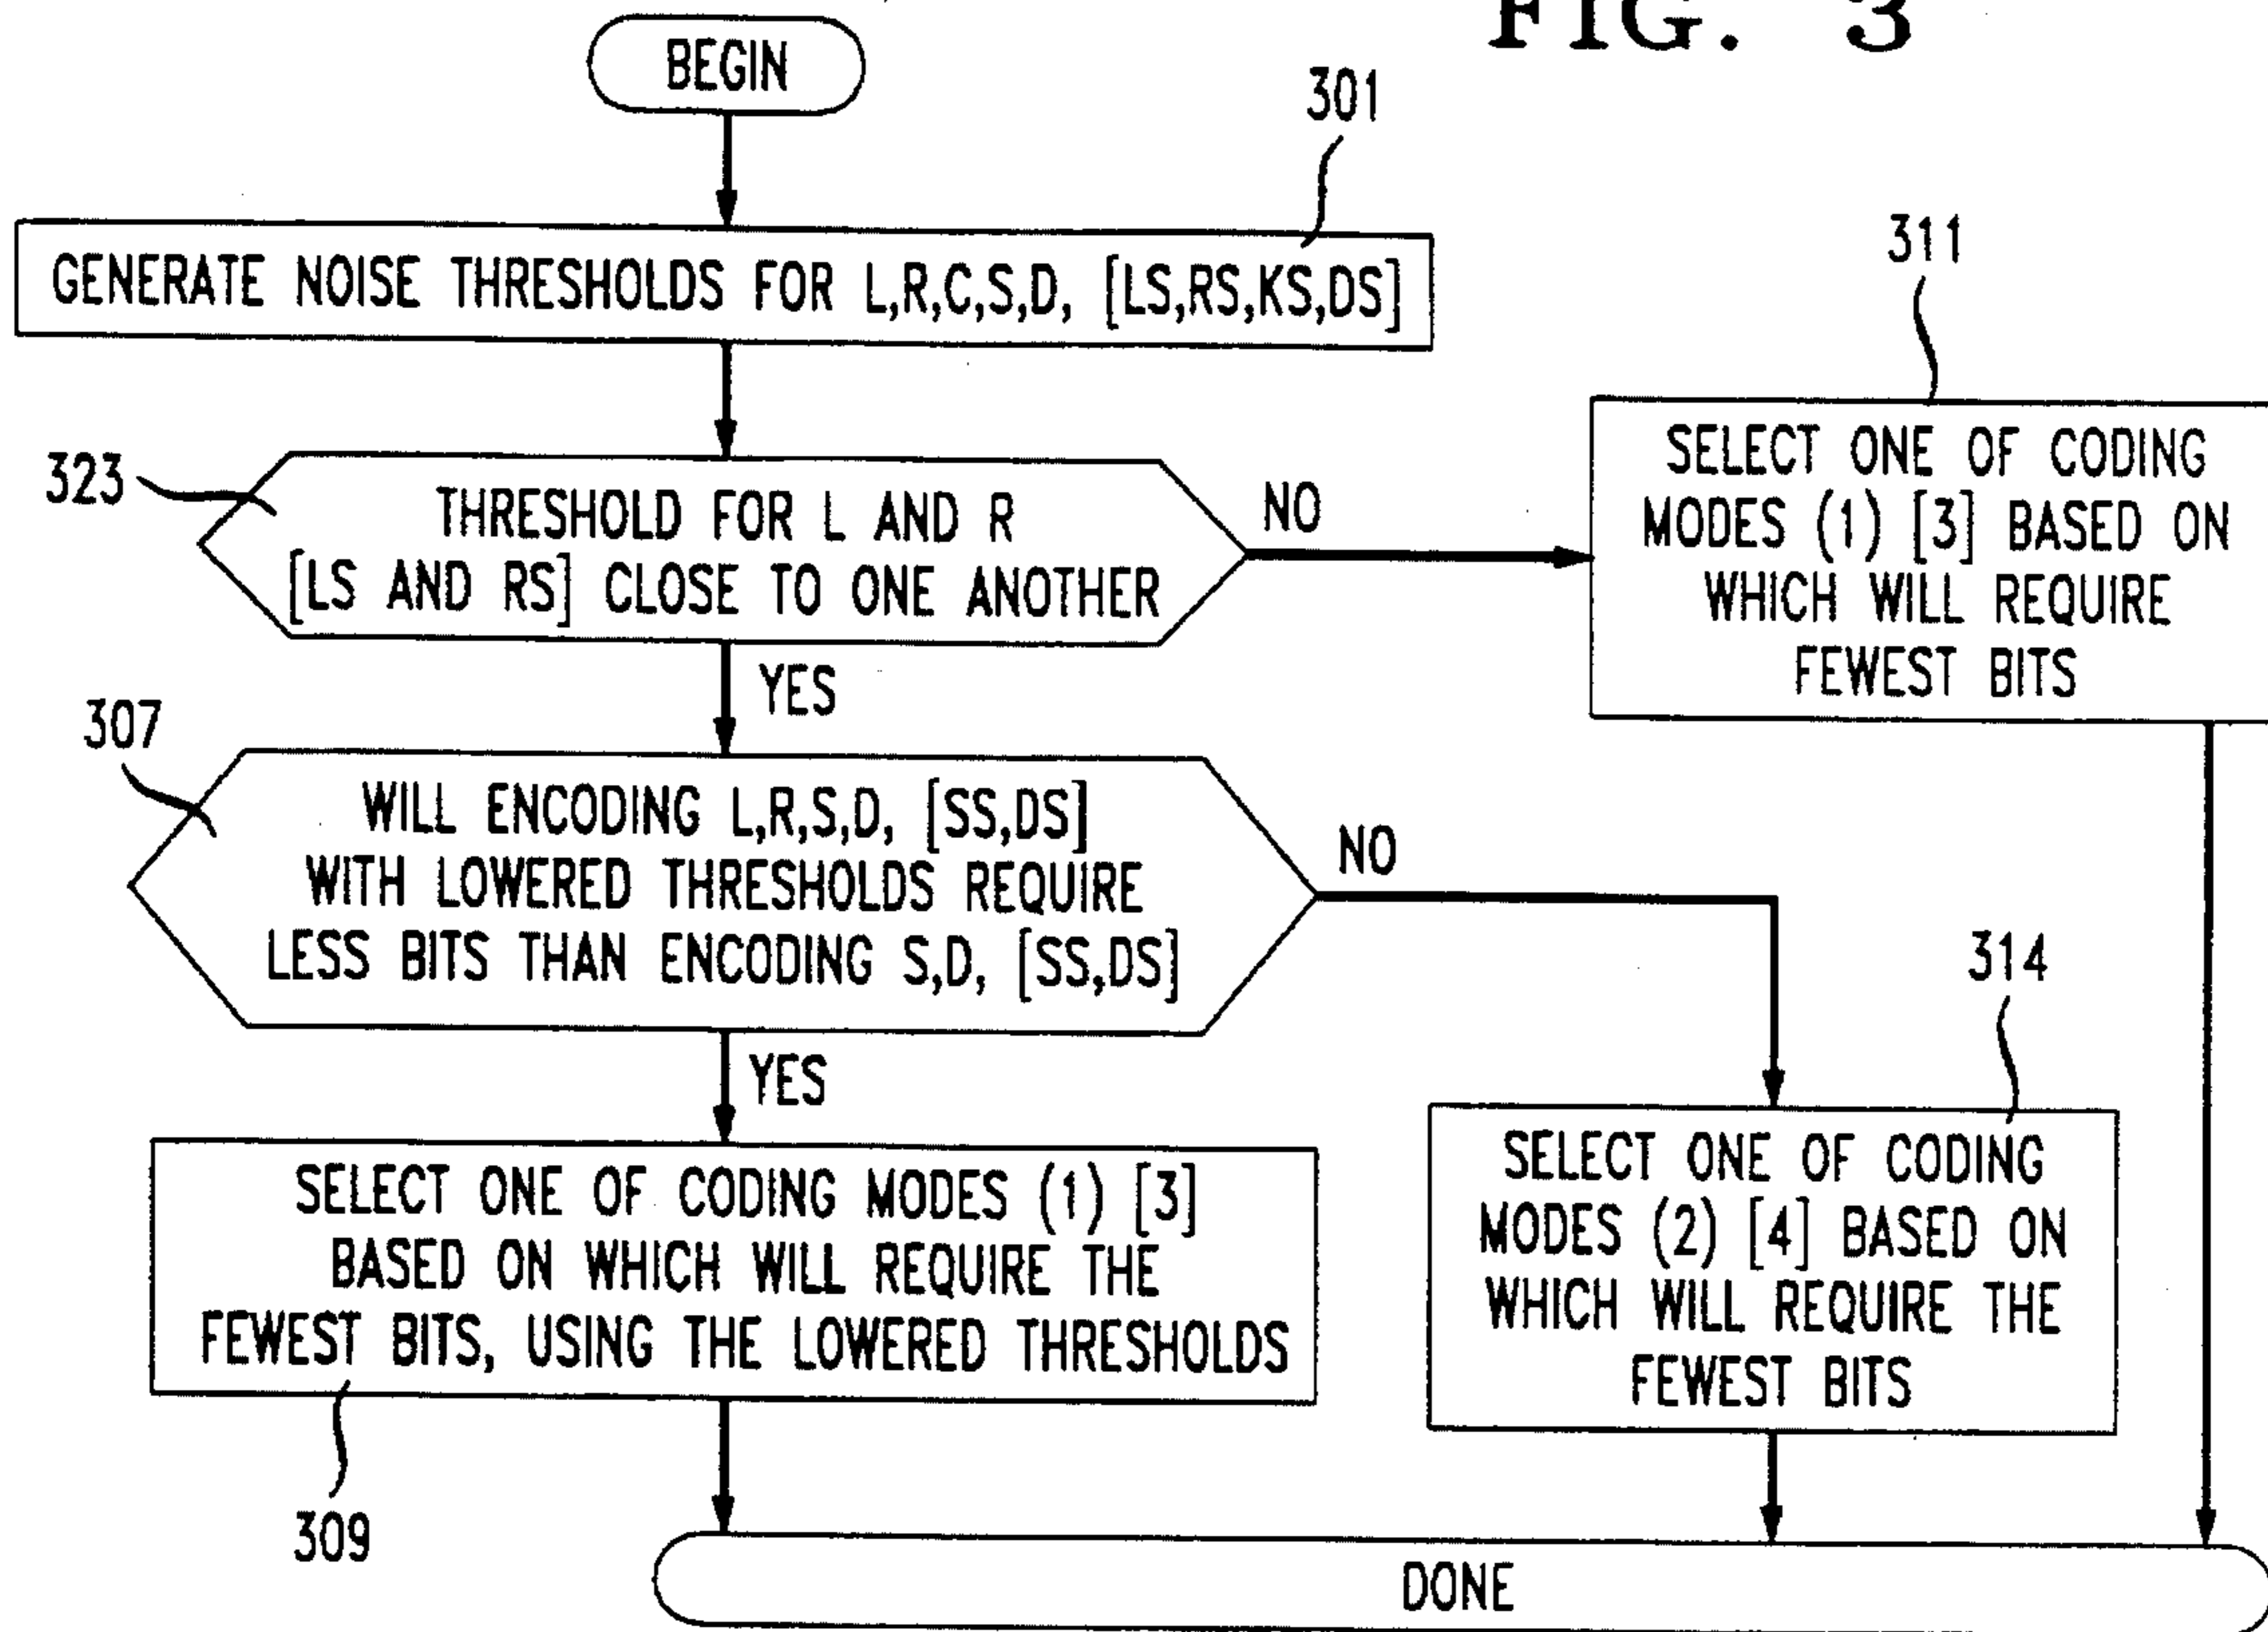 FIG. 3
BEGIN
301
GENERATE NOISE THRESHOLDS FOR L,R,C,S,D, [LS,RS,KS,DS]
311
323
THRESHOLD FOR L AND R
[LS AND RS] CLOSE TO ONE ANOTHER
NO
SELECT ONE OF CODING
MODES (1) [3] BASED ON
WHICH WILL REQUIRE
FEWEST BITS
YES
307
WILL ENCODING L,R,S,D, [SS,DS]
WITH LOWERED THRESHOLDS REQUIRE
LESS BITS THAN ENCODING S,D, [SS,DS]
NO
314
YES
SELECT ONE OF CODING MODES (1) [3]
BASED ON WHICH WILL REQUIRE THE
FEWEST BITS, USING THE LOWERED THRESHOLDS
309
SELECT ONE OF CODING
MODES (2) [4] BASED ON
WHICH WILL REQUIRE THE
FEWEST BITS
DONE